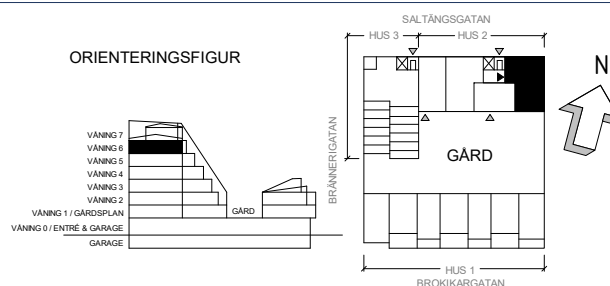 ORIENTERINGSFIGUR
VÅNING 7
VÅNING 6
VÅNING 5
VÅNING 4
VÅNING 3
VÅNING 2
VÅNING 1 / GÅRDSPLAN
VÅNING 0 / ENTRÉ & GARAGE
GARAGE
GÅRD
SALTÄNGSGATAN
HUS 3
HUS 2
BRÄNNERIGATAN
GÅRD
HUS 1
BROKIKARGATAN
N